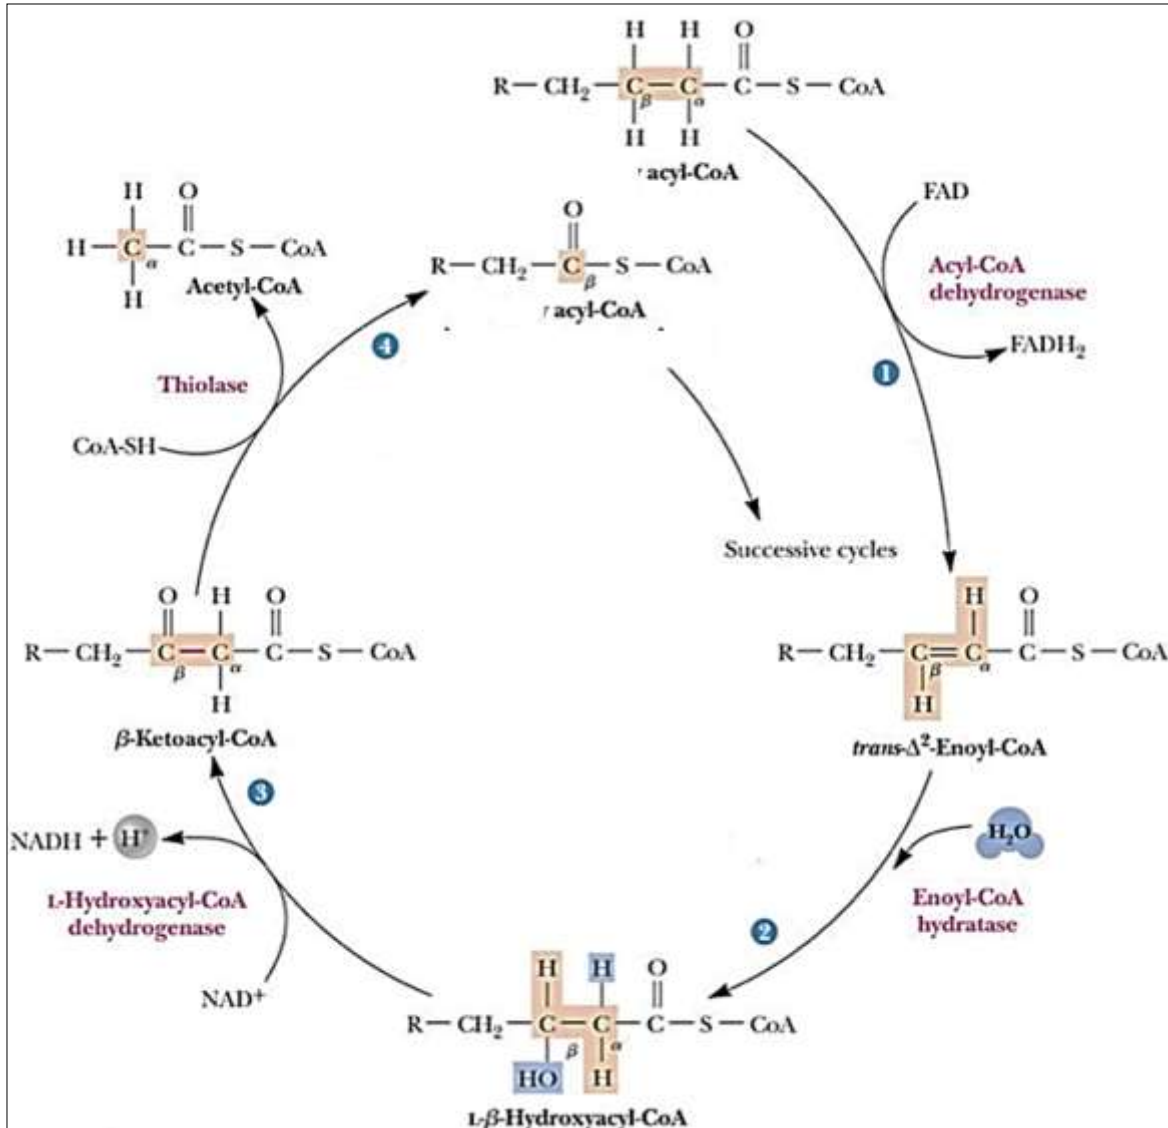 H H O
R—CH₂—C—C—C—S—CoA
β α
H H
acyl-CoA
FAD
Acyl-CoA
dehydrogenase
FADH₂
1
H O
H—C—C—S—CoA
α
H
Acetyl-CoA
O
R—CH₂—C—S—CoA
β
acyl-CoA
4
Thiolase
CoA-SH
Successive cycles
O H O
R—CH₂—C—C—C—S—CoA
β α
H
β-Ketoacyl-CoA
H O
R—CH₂—C=C—C—S—CoA
β α
H
trans-Δ²-Enoyl-CoA
3
NADH + H⁺
L-Hydroxyacyl-CoA
dehydrogenase
NAD⁺
H₂O
Enoyl-CoA
hydratase
2
H H O
R—CH₂—C—C—C—S—CoA
β α
HO H
L-β-Hydroxyacyl-CoA